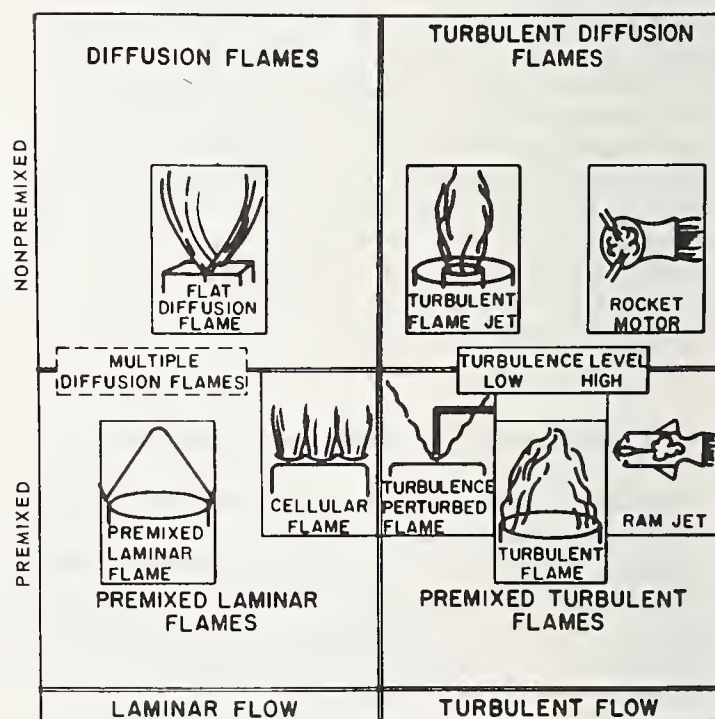 DIFFUSION FLAMES
TURBULENT DIFFUSION
FLAMES
NONPREMIXED
FLAT
DIFFUSION
FLAME
TURBULENT
FLAME JET
ROCKET
MOTOR
MULTIPLE
DIFFUSION FLAMES
TURBULENCE LEVEL
LOW HIGH
PREMIXED
PREMIXED
LAMINAR
FLAME
CELLULAR
FLAME
TURBULENCE
PERTURBED
FLAME
TURBULENT
FLAME
RAM JET
PREMIXED LAMINAR
FLAMES
PREMIXED TURBULENT
FLAMES
LAMINAR FLOW
TURBULENT FLOW